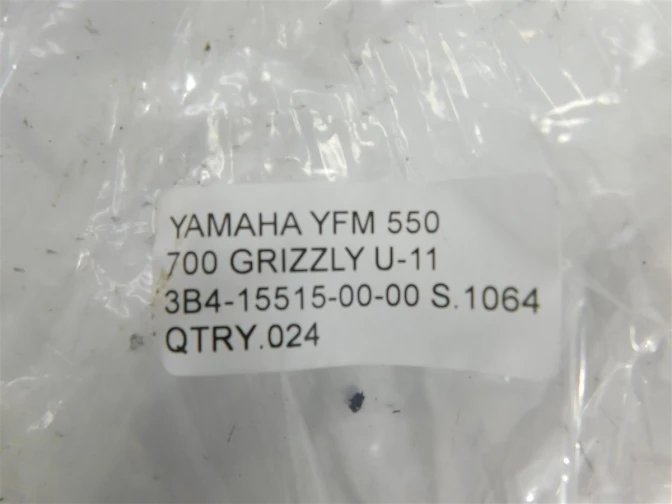 YAMAHA YFM 550
700 GRIZZLY U-11
3B4-15515-00-00 S.1064
QTRY.024